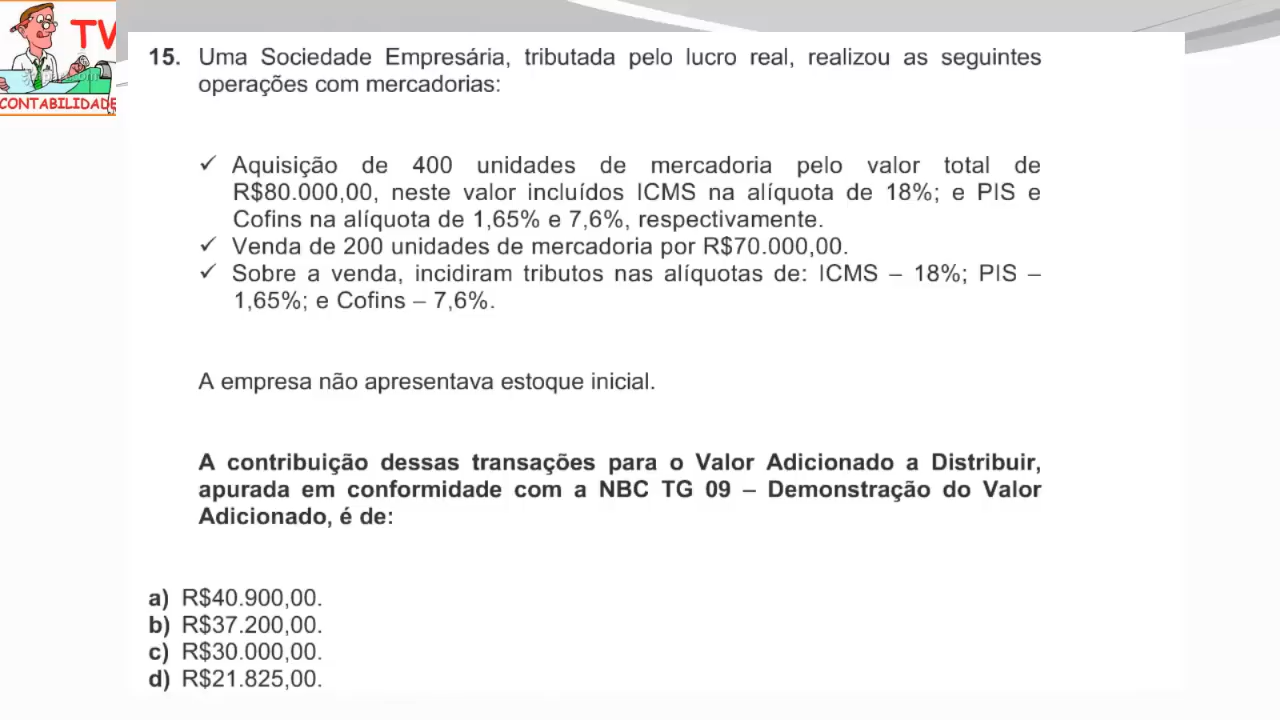 TV
CONTABILIDADE
15. Uma Sociedade Empresária, tributada pelo lucro real, realizou as seguintes
operações com mercadorias:
✓ Aquisição de 400 unidades de mercadoria pelo valor total de
R$80.000,00, neste valor incluídos ICMS na alíquota de 18%; e PIS e
Cofins na alíquota de 1,65% e 7,6%, respectivamente.
✓ Venda de 200 unidades de mercadoria por R$70.000,00.
✓ Sobre a venda, incidiram tributos nas alíquotas de: ICMS – 18%; PIS –
1,65%; e Cofins – 7,6%.
A empresa não apresentava estoque inicial.
A contribuição dessas transações para o Valor Adicionado a Distribuir,
apurada em conformidade com a NBC TG 09 – Demonstração do Valor
Adicionado, é de:
a) R$40.900,00.
b) R$37.200,00.
c) R$30.000,00.
d) R$21.825,00.